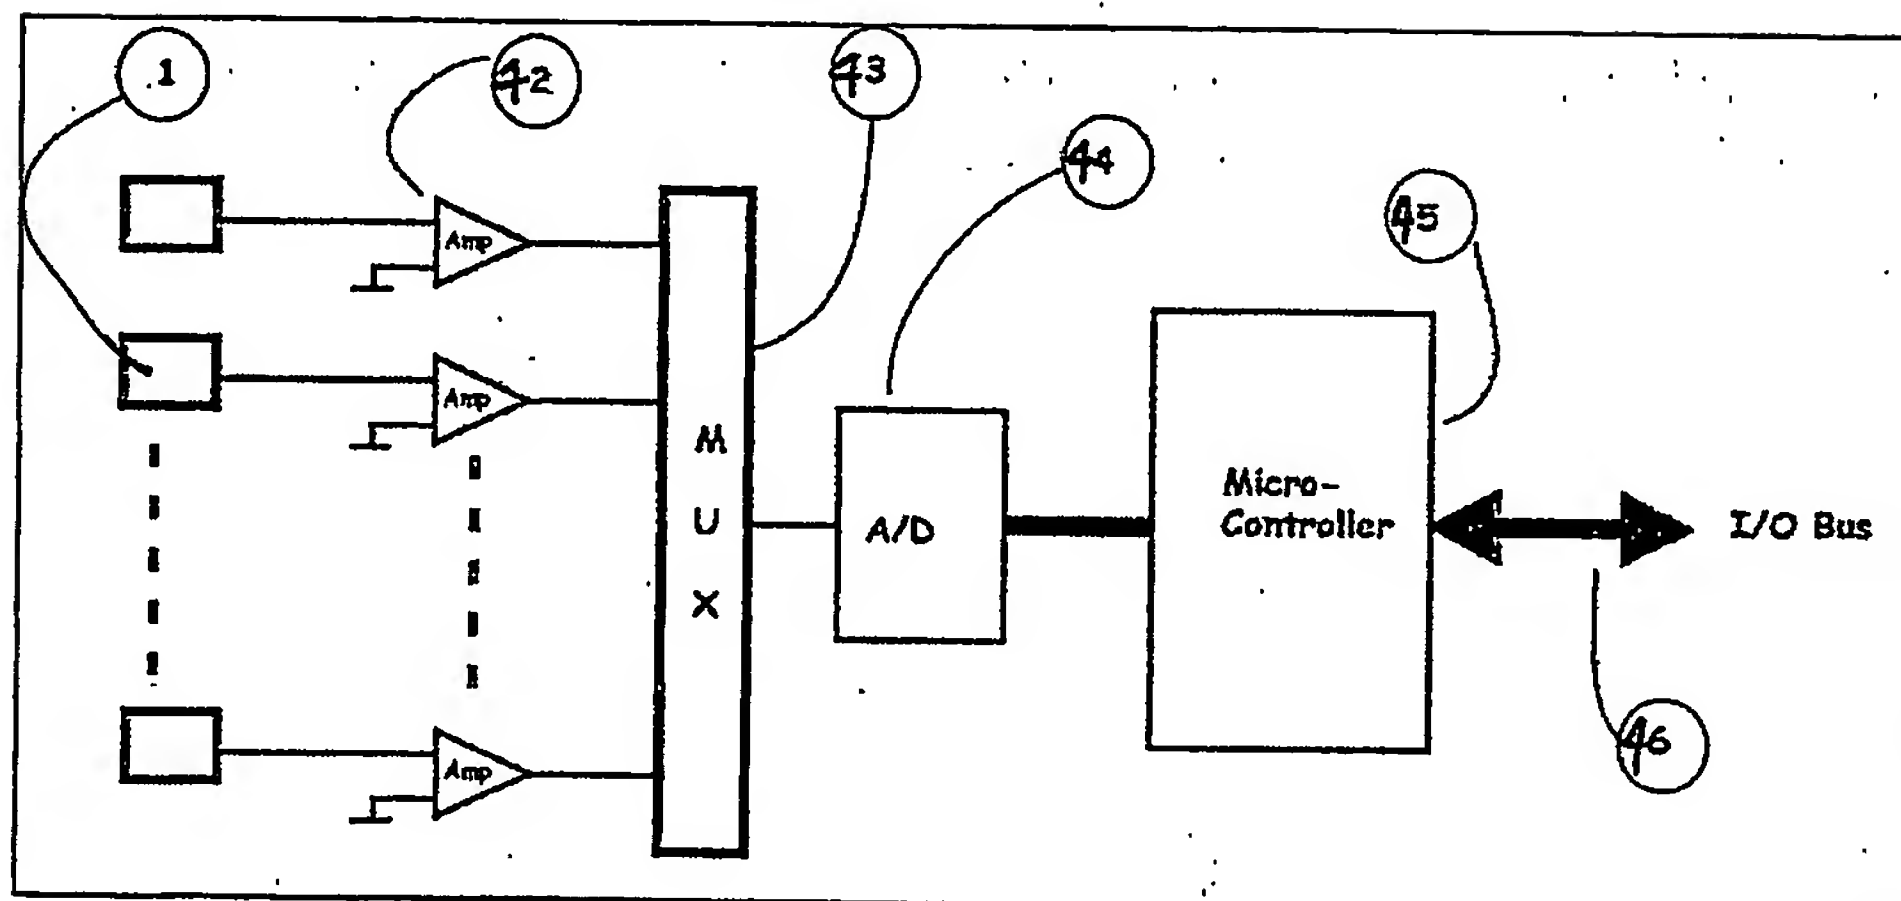 1
42
43
44
45
Amp
Amp
M
U
X
A/D
Micro-
Controller
I/O Bus
46
Amp